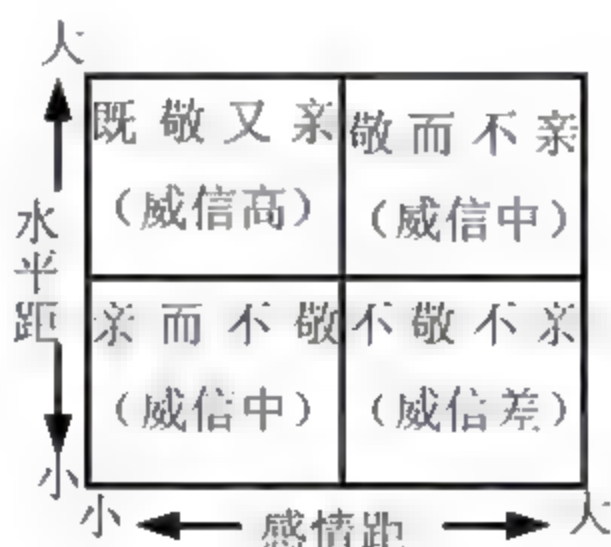 大
既敬又亲 敬而不亲
（威信高） （威信中）
水平距
亲而不敬 不敬不亲
（威信中） （威信差）
小
小 感情距 大